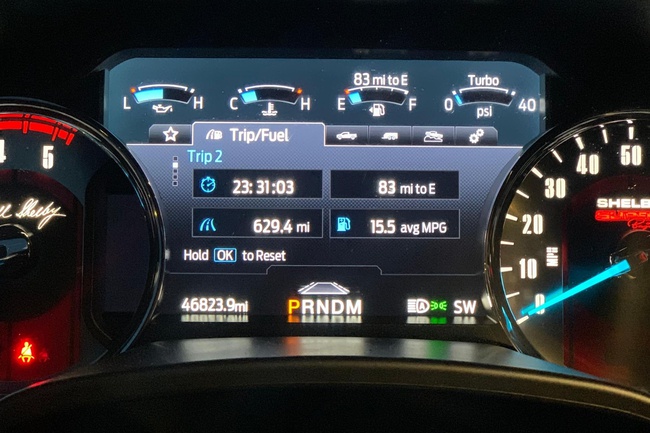 83 mi to E
Turbo
L H
C H
E F
0 40
psi
Trip/Fuel
Trip 2
23:31:03
83 mi to E
629.4 mi
15.5 avg MPG
Hold OK to Reset
46823.9mi
PRNDM
A
SW
4 5
Shelby
50
40
30
20
10
0
MPH
SHELB